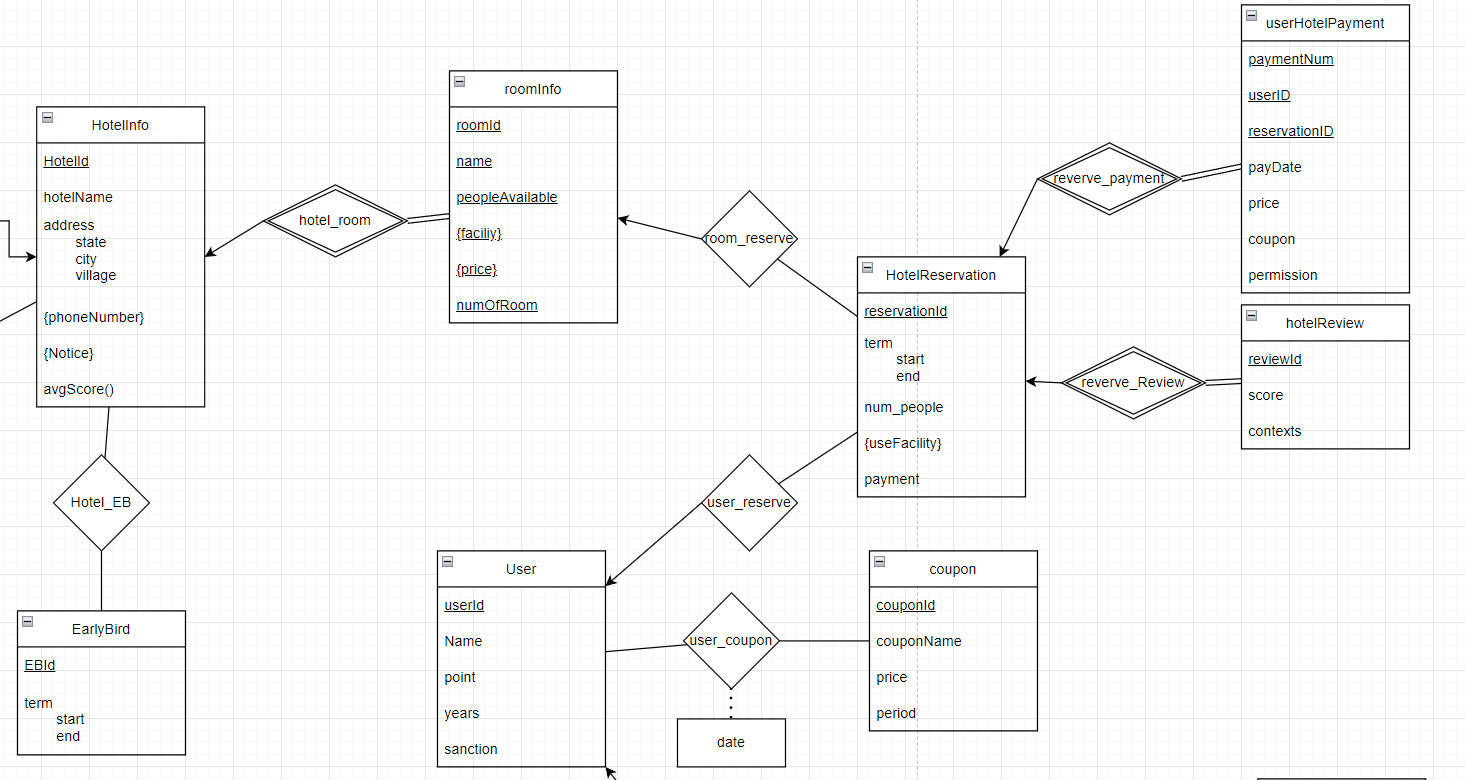 userHotelPayment
paymentNum
userID
reservationID
payDate
price
coupon
permission
roomInfo
roomId
name
peopleAvailable
{faciliy}
{price}
numOfRoom
HotelInfo
HotelId
hotelName
address
state
city
village
{phoneNumber}
{Notice}
avgScore()
hotel_room
room_reserve
reverve_payment
HotelReservation
reservationId
term
start
end
num_people
{useFacility}
payment
hotelReview
reviewId
score
contexts
reverve_Review
Hotel_EB
user_reserve
EarlyBird
EBId
term
start
end
User
userId
Name
point
years
sanction
user_coupon
date
coupon
couponId
couponName
price
period